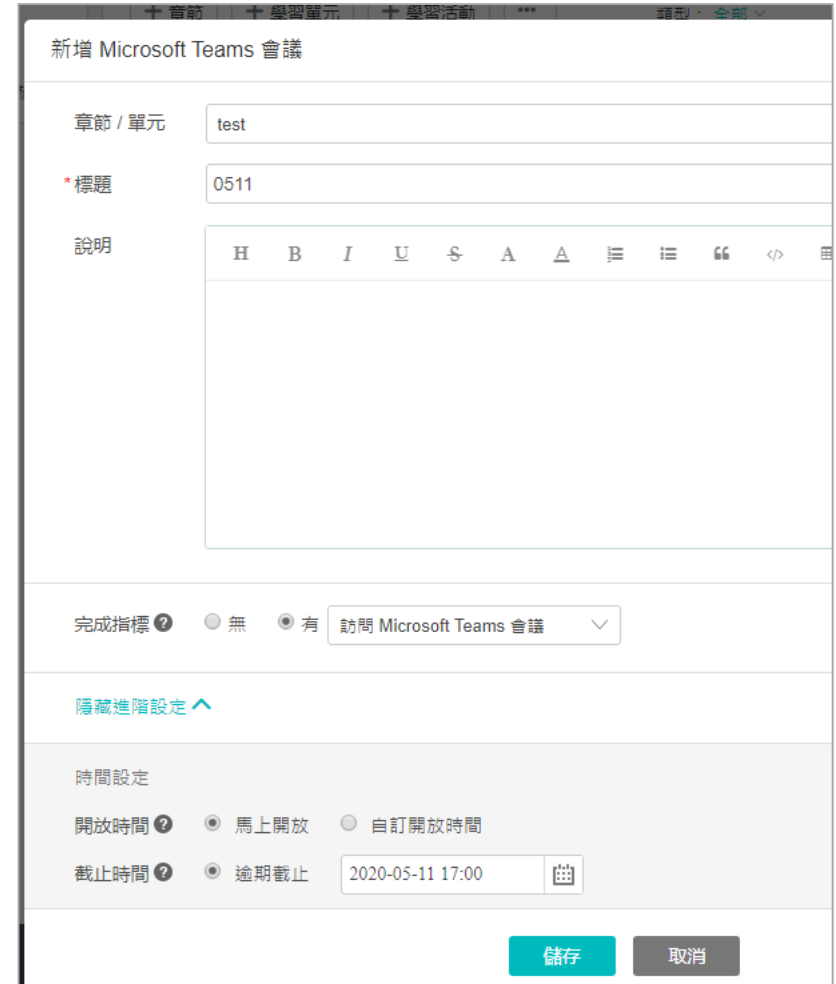 + 章節 + 學習單元 + 學習活動 ••• 類型： 全部
新增 Microsoft Teams 會議
章節 / 單元 test
*標題 0511
說明
H B I U S A A
完成指標 無 有 訪問 Microsoft Teams 會議
隱藏進階設定
時間設定
開放時間 馬上開放 自訂開放時間
截止時間 逾期截止 2020-05-11 17:00
儲存 取消